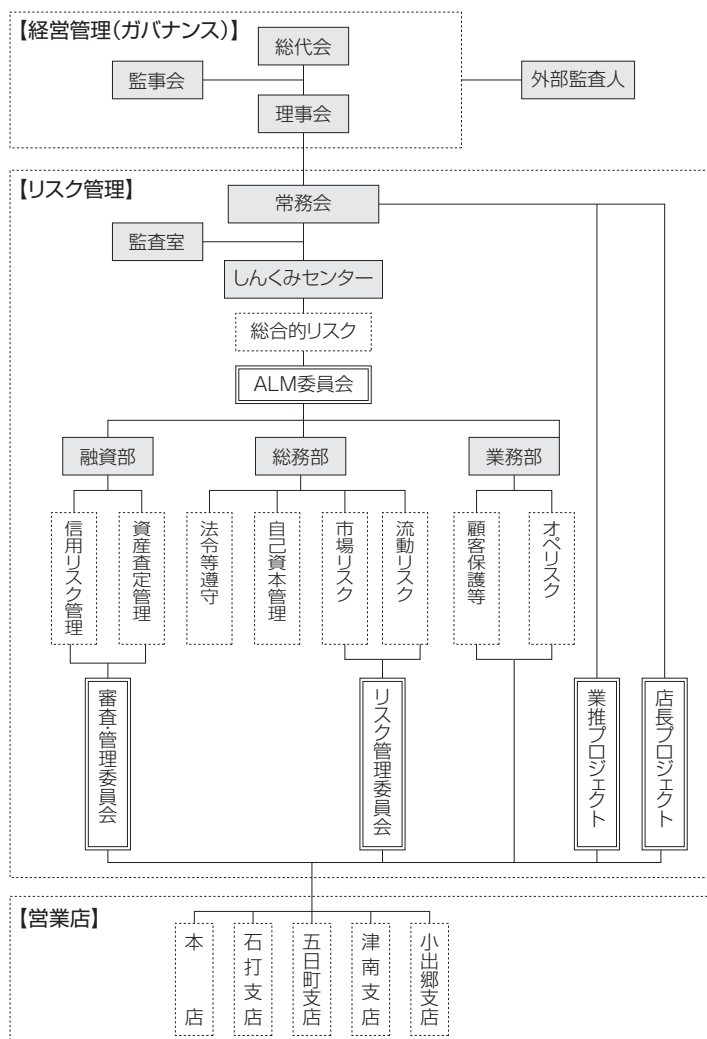 【経営管理(ガバナンス)】
総代会
監事会
外部監査人
理事会
【リスク管理】
常務会
監査室
しんくみセンター
総合的リスク
ALM委員会
融資部
総務部
業務部
信用リスク管理
資産査定管理
法令等遵守
自己資本管理
市場リスク
流動リスク
顧客保護等
オペリスク
審査・管理委員会
リスク管理委員会
業推プロジェクト
店長プロジェクト
【営業店】
本店
石打支店
五日町支店
津南支店
小出郷支店